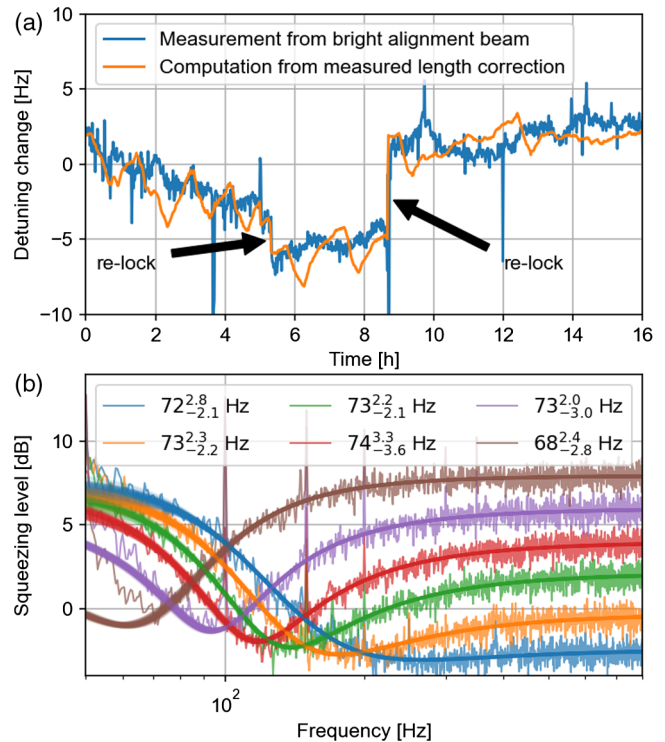 (a)
10
5
0
−5
−10
Detuning change [Hz]
Measurement from bright alignment beam
Computation from measured length correction
re-lock
re-lock
0 2 4 6 8 10 12 14 16
Time [h]
(b)
10
5
0
Squeezing level [dB]
72 2.8 −2.1 Hz 73 2.2 −2.1 Hz 73 2.0 −3.0 Hz
73 2.3 −2.2 Hz 74 3.3 −3.6 Hz 68 2.4 −2.8 Hz
10²
Frequency [Hz]